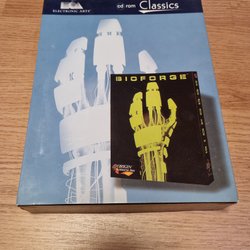 ELECTRONIC ARTS
cd rom Classics
BIOFORGE
ORIGIN